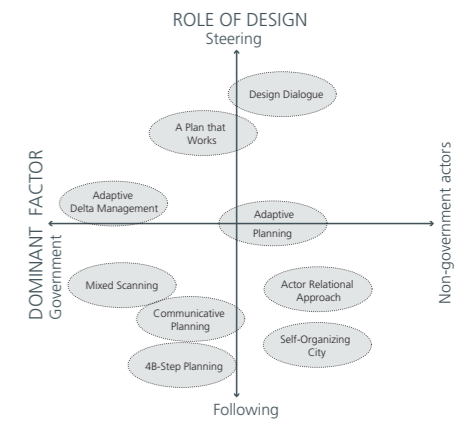 ROLE OF DESIGN
Steering
Design Dialogue
A Plan that
Works
Adaptive
Delta Management
Adaptive
Planning
DOMINANT FACTOR
Government
Non-government actors
Mixed Scanning
Actor Relational
Approach
Communicative
Planning
Self-Organizing
City
4B-Step Planning
Following